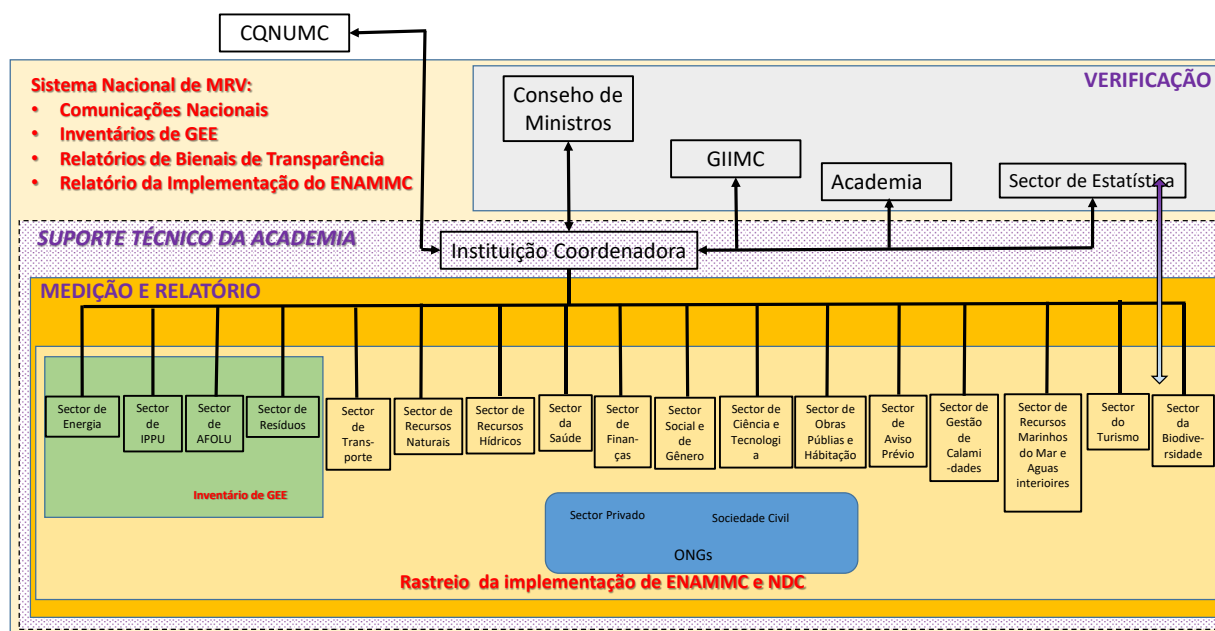 CQNUMC
Sistema Nacional de MRV:
• Comunicações Nacionais
• Inventários de GEE
• Relatórios de Bienais de Transparência
• Relatório da Implementação do ENAMMC
VERIFICAÇÃO
Conseho de
Ministros
GIIMC
Academia
Sector de Estatística
SUPORTE TÉCNICO DA ACADEMIA
Instituição Coordenadora
MEDIÇÃO E RELATÓRIO
Sector de
Energia
Sector
de
IPPU
Sector
de
AFOLU
Sector de
Resíduos
Sector
de
Trans-
porte
Sector de
Recursos
Naturais
Sector de
Recursos
Hídricos
Sector
da
Saúde
Sector
de
Finan-
ças
Sector
Social e
de
Gênero
Sector de
Ciência e
Tecnologi
a
Sector de
Obras
Públias e
Hábitação
Sector
de
Aviso
Prévio
Sector de
Gestão
de
Calami
-dades
Sector de
Recursos
Marinhos
do Mar e
Aguas
interioires
Sector
do
Turismo
Sector
da
Biodive-
rsidade
Inventário de GEE
Sector Privado
Sociedade Civil
ONGs
Rastreio da implementação de ENAMMC e NDC